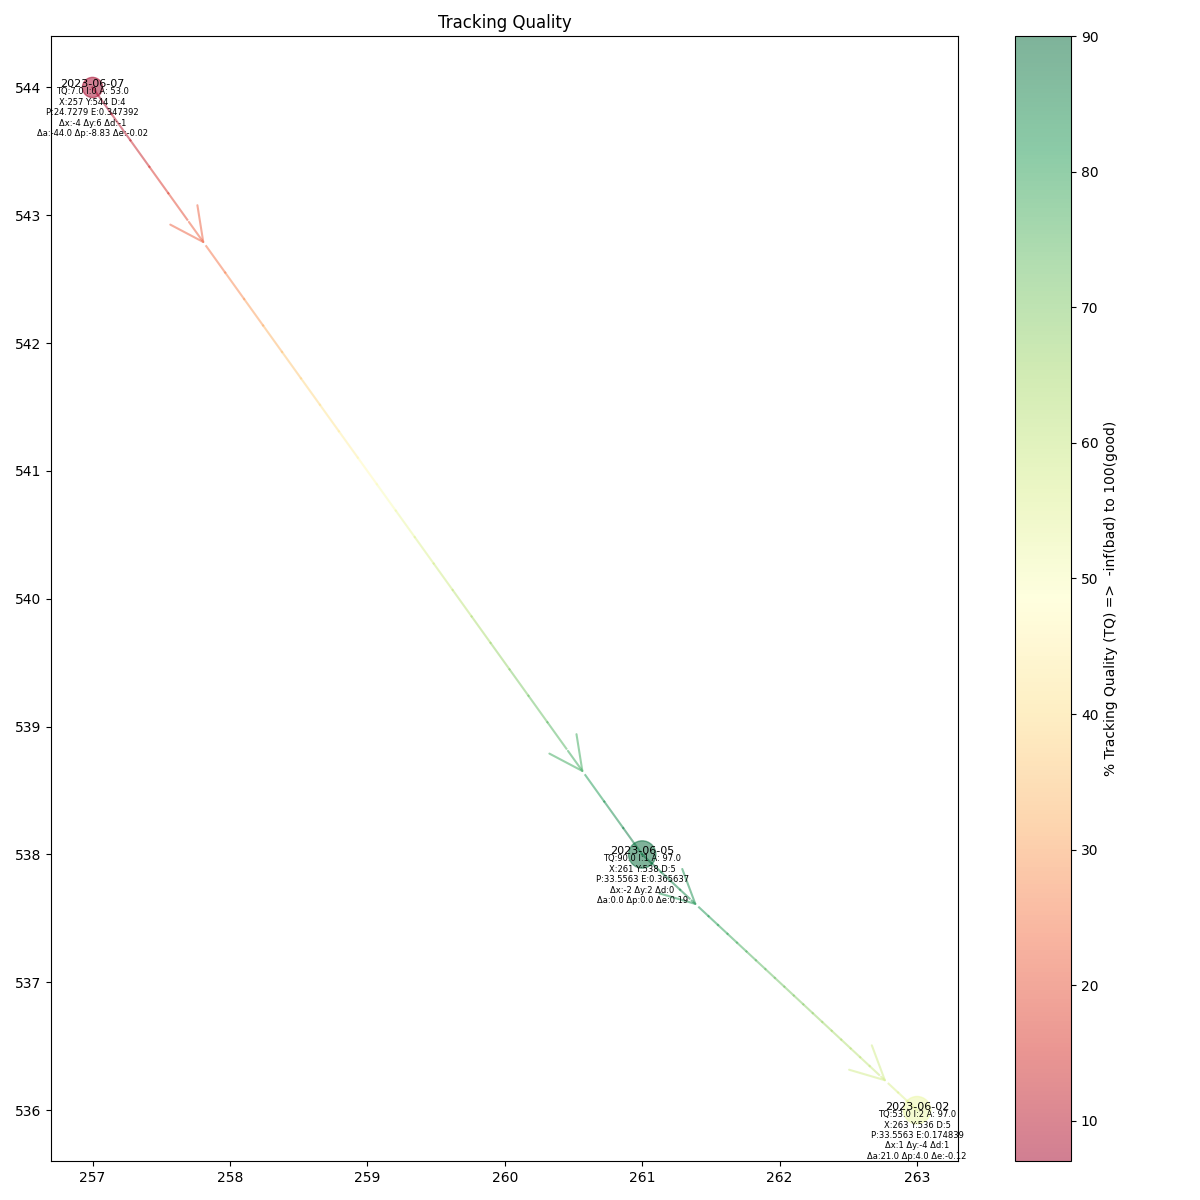 Tracking Quality
2023-06-07
TQ:7.0 I:0 A: 53.0
X:257 Y:544 D:4
P:24.7279 E:0.347392
Δx:-4 Δy:6 Δd:-1
Δa:-44.0 Δp:-8.83 Δe:-0.02
2023-06-05
TQ:90.0 I:1 A: 97.0
X:261 Y:538 D:5
P:33.5563 E:0.365637
Δx:-2 Δy:2 Δd:0
Δa:0.0 Δp:0.0 Δe:0.19
2023-06-02
TQ:53.0 I:2 A: 97.0
X:263 Y:536 D:5
P:33.5563 E:0.174839
Δx:1 Δy:-4 Δd:1
Δa:21.0 Δp:4.0 Δe:-0.12
544
543
542
541
540
539
538
537
536
257
258
259
260
261
262
263
90
80
70
60
50
40
30
20
10
% Tracking Quality (TQ) => -inf(bad) to 100(good)